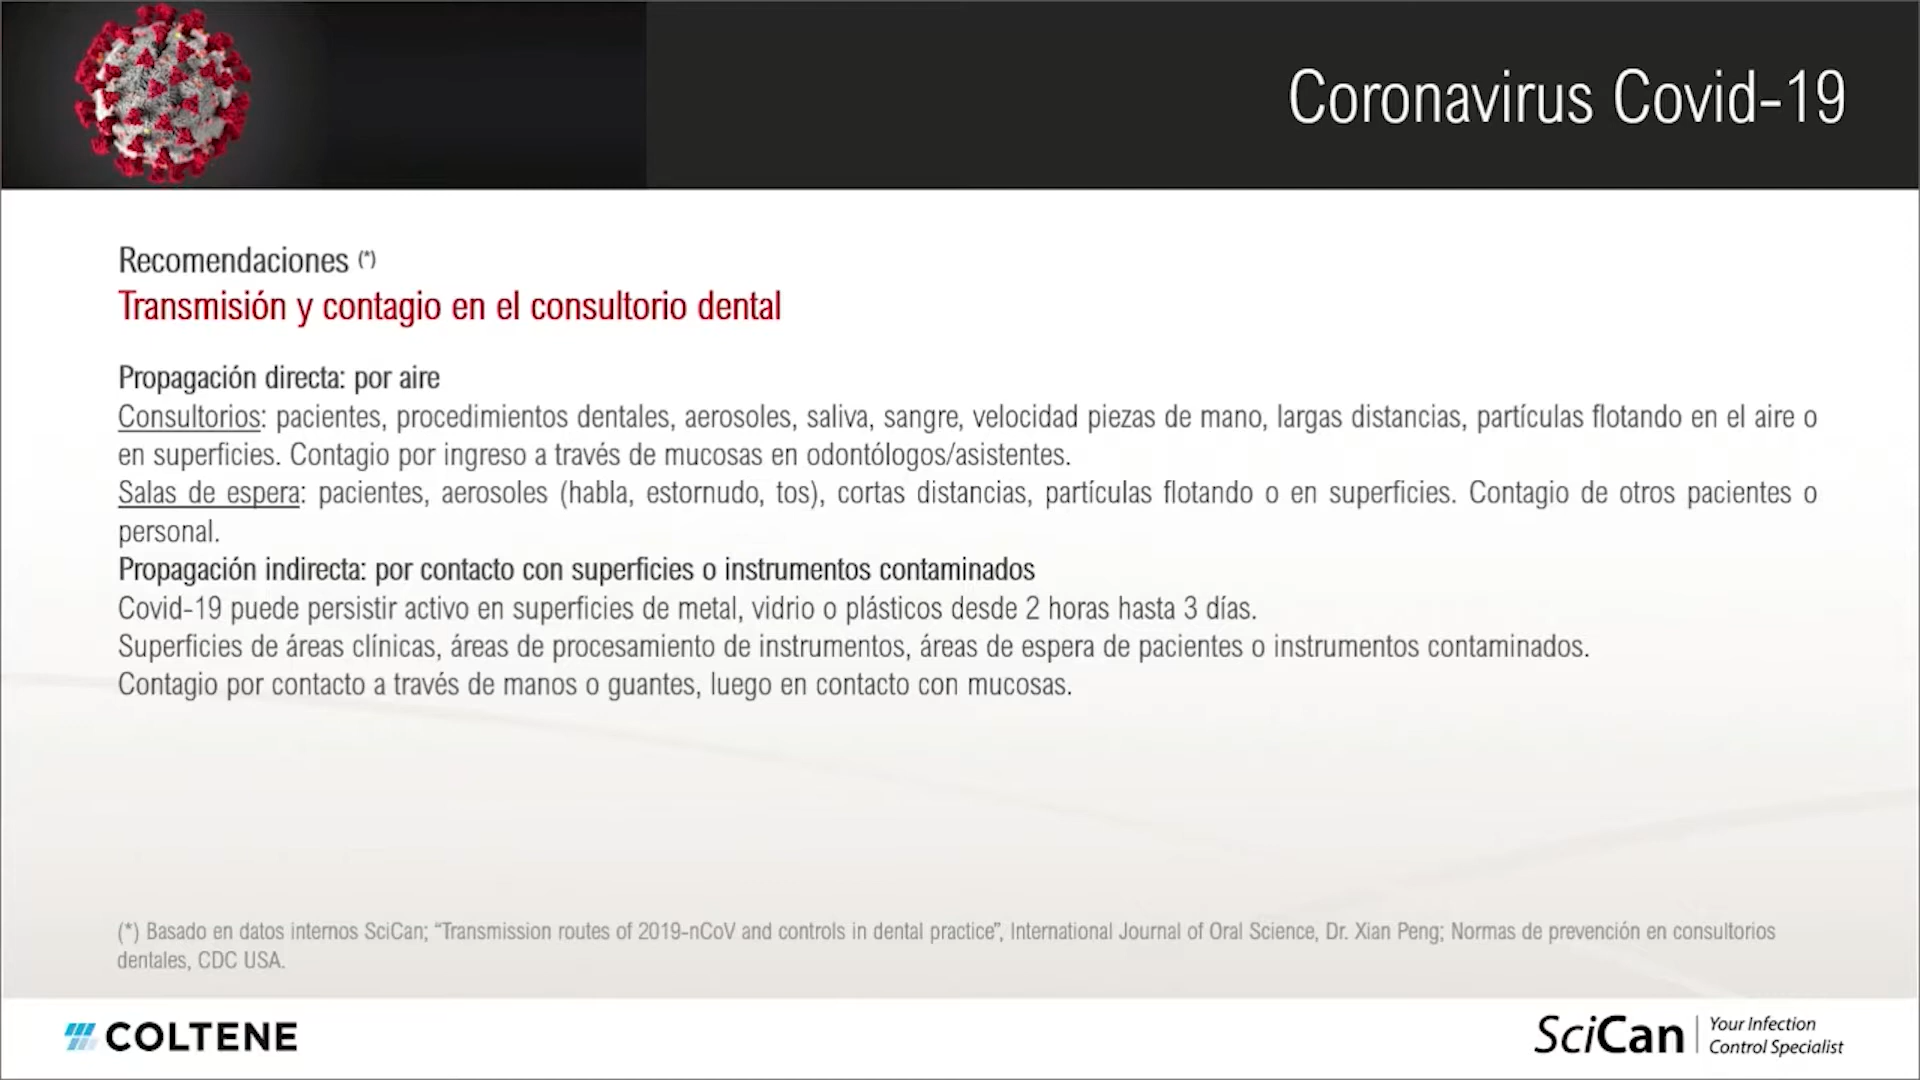 Coronavirus Covid-19
Recomendaciones (*)
Transmisión y contagio en el consultorio dental
Propagación directa: por aire
Consultorios: pacientes, procedimientos dentales, aerosoles, saliva, sangre, velocidad piezas de mano, largas distancias, partículas flotando en el aire o
en superficies. Contagio por ingreso a través de mucosas en odontólogos/asistentes.
Salas de espera: pacientes, aerosoles (habla, estornudo, tos), cortas distancias, partículas flotando o en superficies. Contagio de otros pacientes o
personal.
Propagación indirecta: por contacto con superficies o instrumentos contaminados
Covid-19 puede persistir activo en superficies de metal, vidrio o plásticos desde 2 horas hasta 3 días.
Superficies de áreas clínicas, áreas de procesamiento de instrumentos, áreas de espera de pacientes o instrumentos contaminados.
Contagio por contacto a través de manos o guantes, luego en contacto con mucosas.
(*) Basado en datos internos SciCan; “Transmission routes of 2019-nCoV and controls in dental practice”, International Journal of Oral Science, Dr. Xian Peng; Normas de prevención en consultorios
dentales, CDC USA.
COLTENE
SciCan
Your Infection
Control Specialist